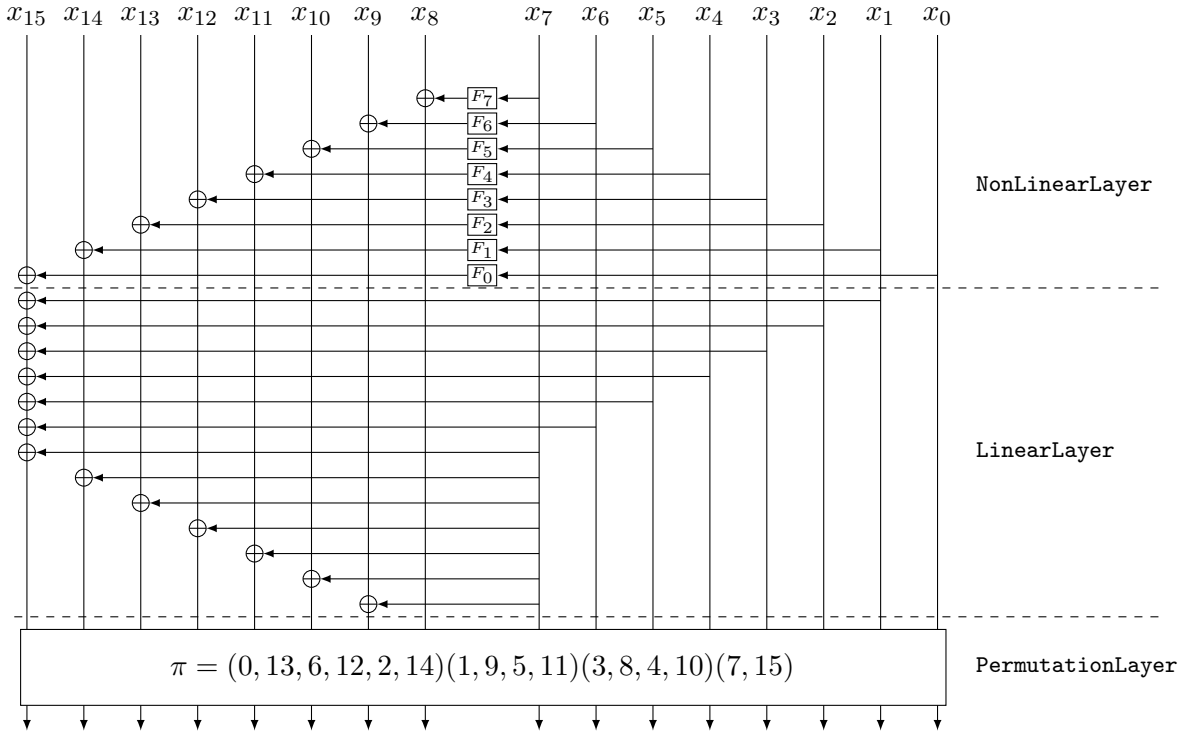 x₁₅ x₁₄ x₁₃ x₁₂ x₁₁ x₁₀ x₉ x₈ x₇ x₆ x₅ x₄ x₃ x₂ x₁ x₀
F₇
F₆
F₅
F₄
F₃
F₂
F₁
F₀
NonLinearLayer
LinearLayer
π = (0, 13, 6, 12, 2, 14)(1, 9, 5, 11)(3, 8, 4, 10)(7, 15)
PermutationLayer